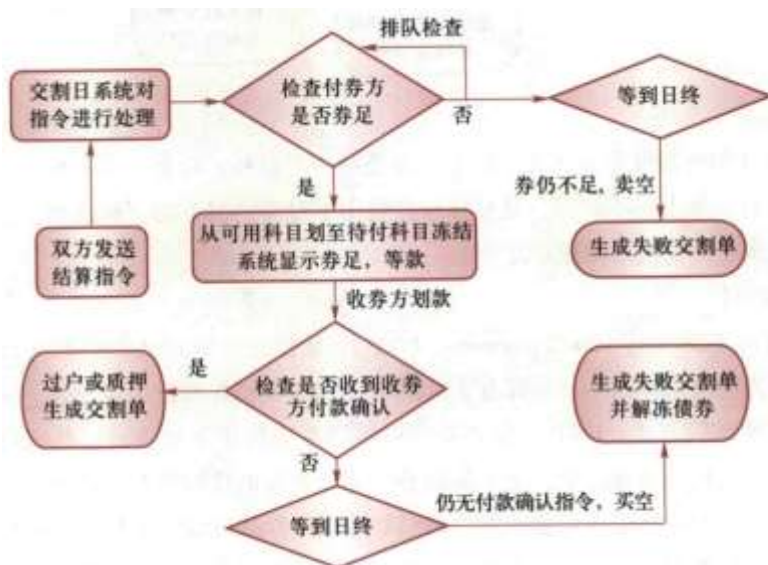 排队检查
交割日系统对
指令进行处理
检查付券方
是否券足
否
等到日终
是
券仍不足，卖空
双方发送
结算指令
从可用科目划至待付科目冻结
系统显示券足，等款
生成失败交割单
收券方划款
过户或质押
生成交割单
是
检查是否收到收券
方付款确认
生成失败交割单
并解冻债券
否
仍无付款确认指令，买空
等到日终